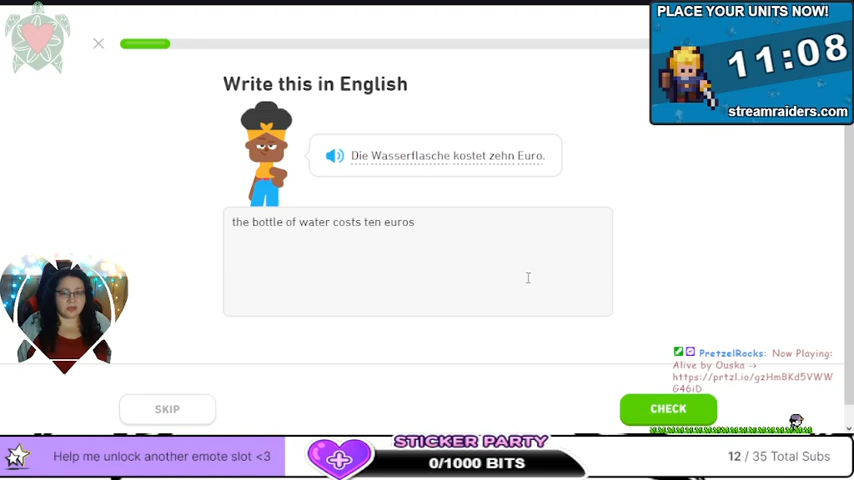 PLACE YOUR UNITS NOW!
11:08
streamraiders.com
Write this in English
Die Wasserflasche kostet zehn Euro.
the bottle of water costs ten euros
PretzelRocks: Now Playing:
Alive by Ouska ->
https://prtzl.io/gzHmBKd5VWW
G46iD
SKIP
CHECK
Help me unlock another emote slot <3
STICKER PARTY
0/1000 BITS
12 / 35 Total Subs